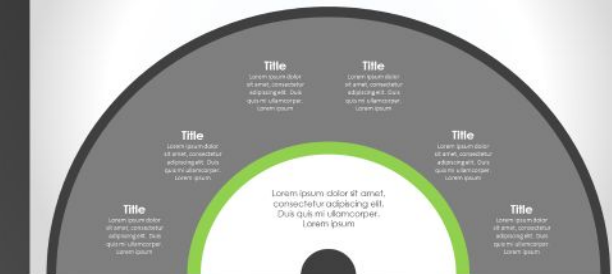 Title
Lorem ipsum dolor
sit amet, consectetur
adipiscing elit. Duis
quis mi ullamcorper.
Lorem ipsum
Title
Lorem ipsum dolor
sit amet, consectetur
adipiscing elit. Duis
quis mi ullamcorper.
Lorem ipsum
Title
Lorem ipsum dolor
sit amet, consectetur
adipiscing elit. Duis
quis mi ullamcorper.
Lorem ipsum
Title
Lorem ipsum dolor
sit amet, consectetur
adipiscing elit. Duis
quis mi ullamcorper.
Lorem ipsum
Title
Lorem ipsum dolor
sit amet, consectetur
adipiscing elit. Duis
quis mi ullamcorper.
Lorem ipsum
Title
Lorem ipsum dolor
sit amet, consectetur
adipiscing elit. Duis
quis mi ullamcorper.
Lorem ipsum
Lorem ipsum dolor sit amet,
consectetur adipiscing elit.
Duis quis mi ullamcorper.
Lorem ipsum